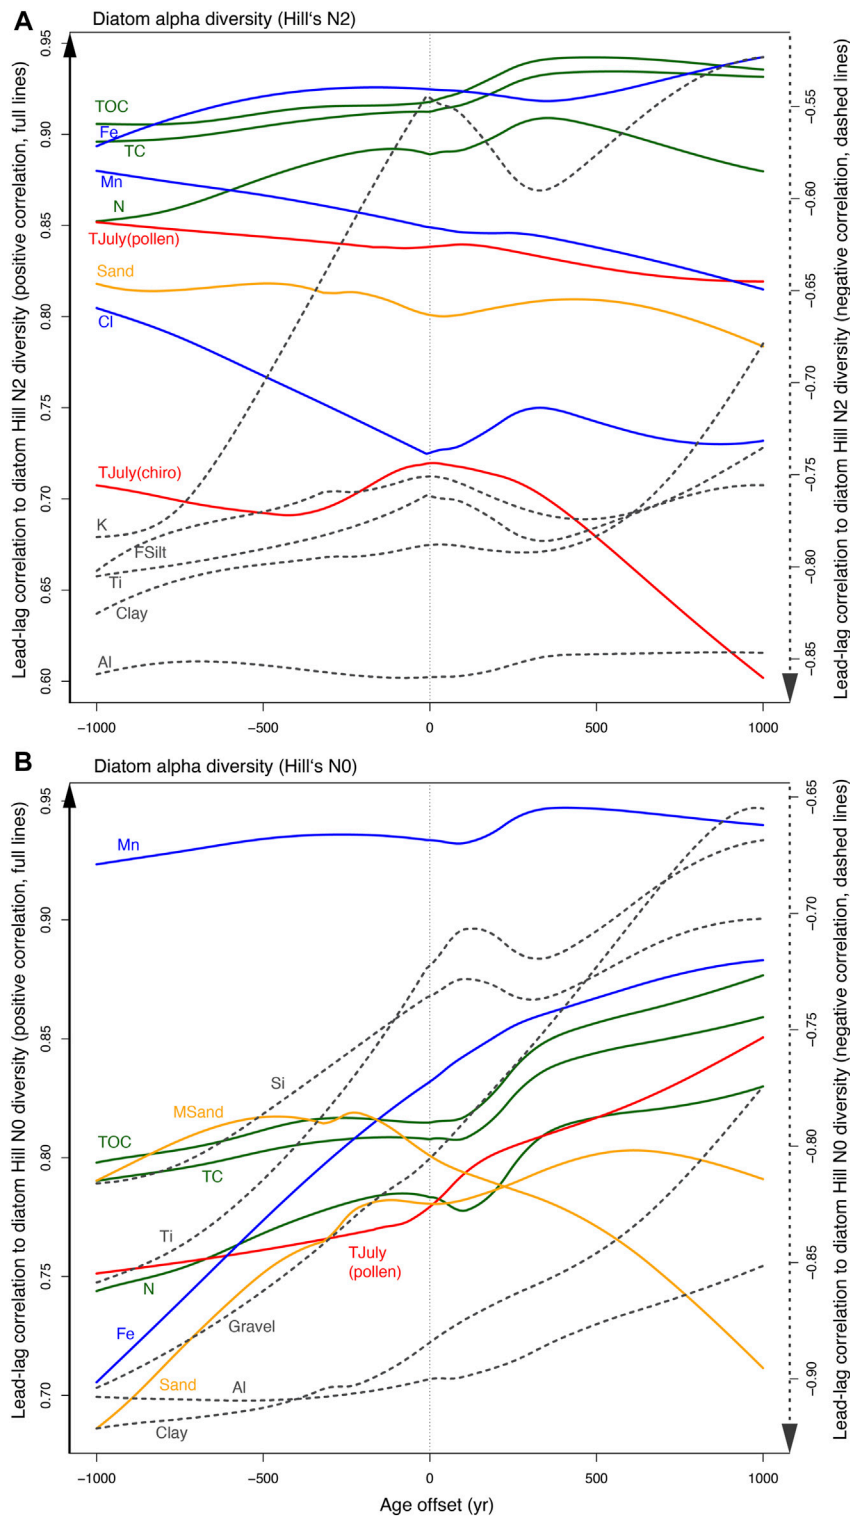 A
Diatom alpha diversity (Hill‘s N2)
Lead-lag correlation to diatom Hill N2 diversity (positive correlation, full lines)
0.95
0.90
0.85
0.80
0.75
0.70
0.65
0.60
TOC
Fe
TC
Mn
N
TJuly(pollen)
Sand
Cl
TJuly(chiro)
K
FSilt
Ti
Clay
Al
−0.55
−0.60
−0.65
−0.70
−0.75
−0.80
−0.85
Lead-lag correlation to diatom Hill N2 diversity (negative correlation, dashed lines)
−1000 −500 0 500 1000
B
Diatom alpha diversity (Hill‘s N0)
Lead-lag correlation to diatom Hill N0 diversity (positive correlation, full lines)
0.95
0.90
0.85
0.80
0.75
0.70
Mn
Si
MSand
TOC
TC
Ti
TJuly
(pollen)
N
Fe
Gravel
Sand
Al
Clay
−0.65
−0.70
−0.75
−0.80
−0.85
−0.90
Lead-lag correlation to diatom Hill N0 diversity (negative correlation, dashed lines)
−1000 −500 0 500 1000
Age offset (yr)